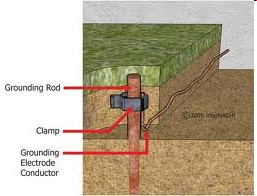 Grounding Rod
Clamp
Grounding
Electrode
Conductor
© 2009, InterNACHI